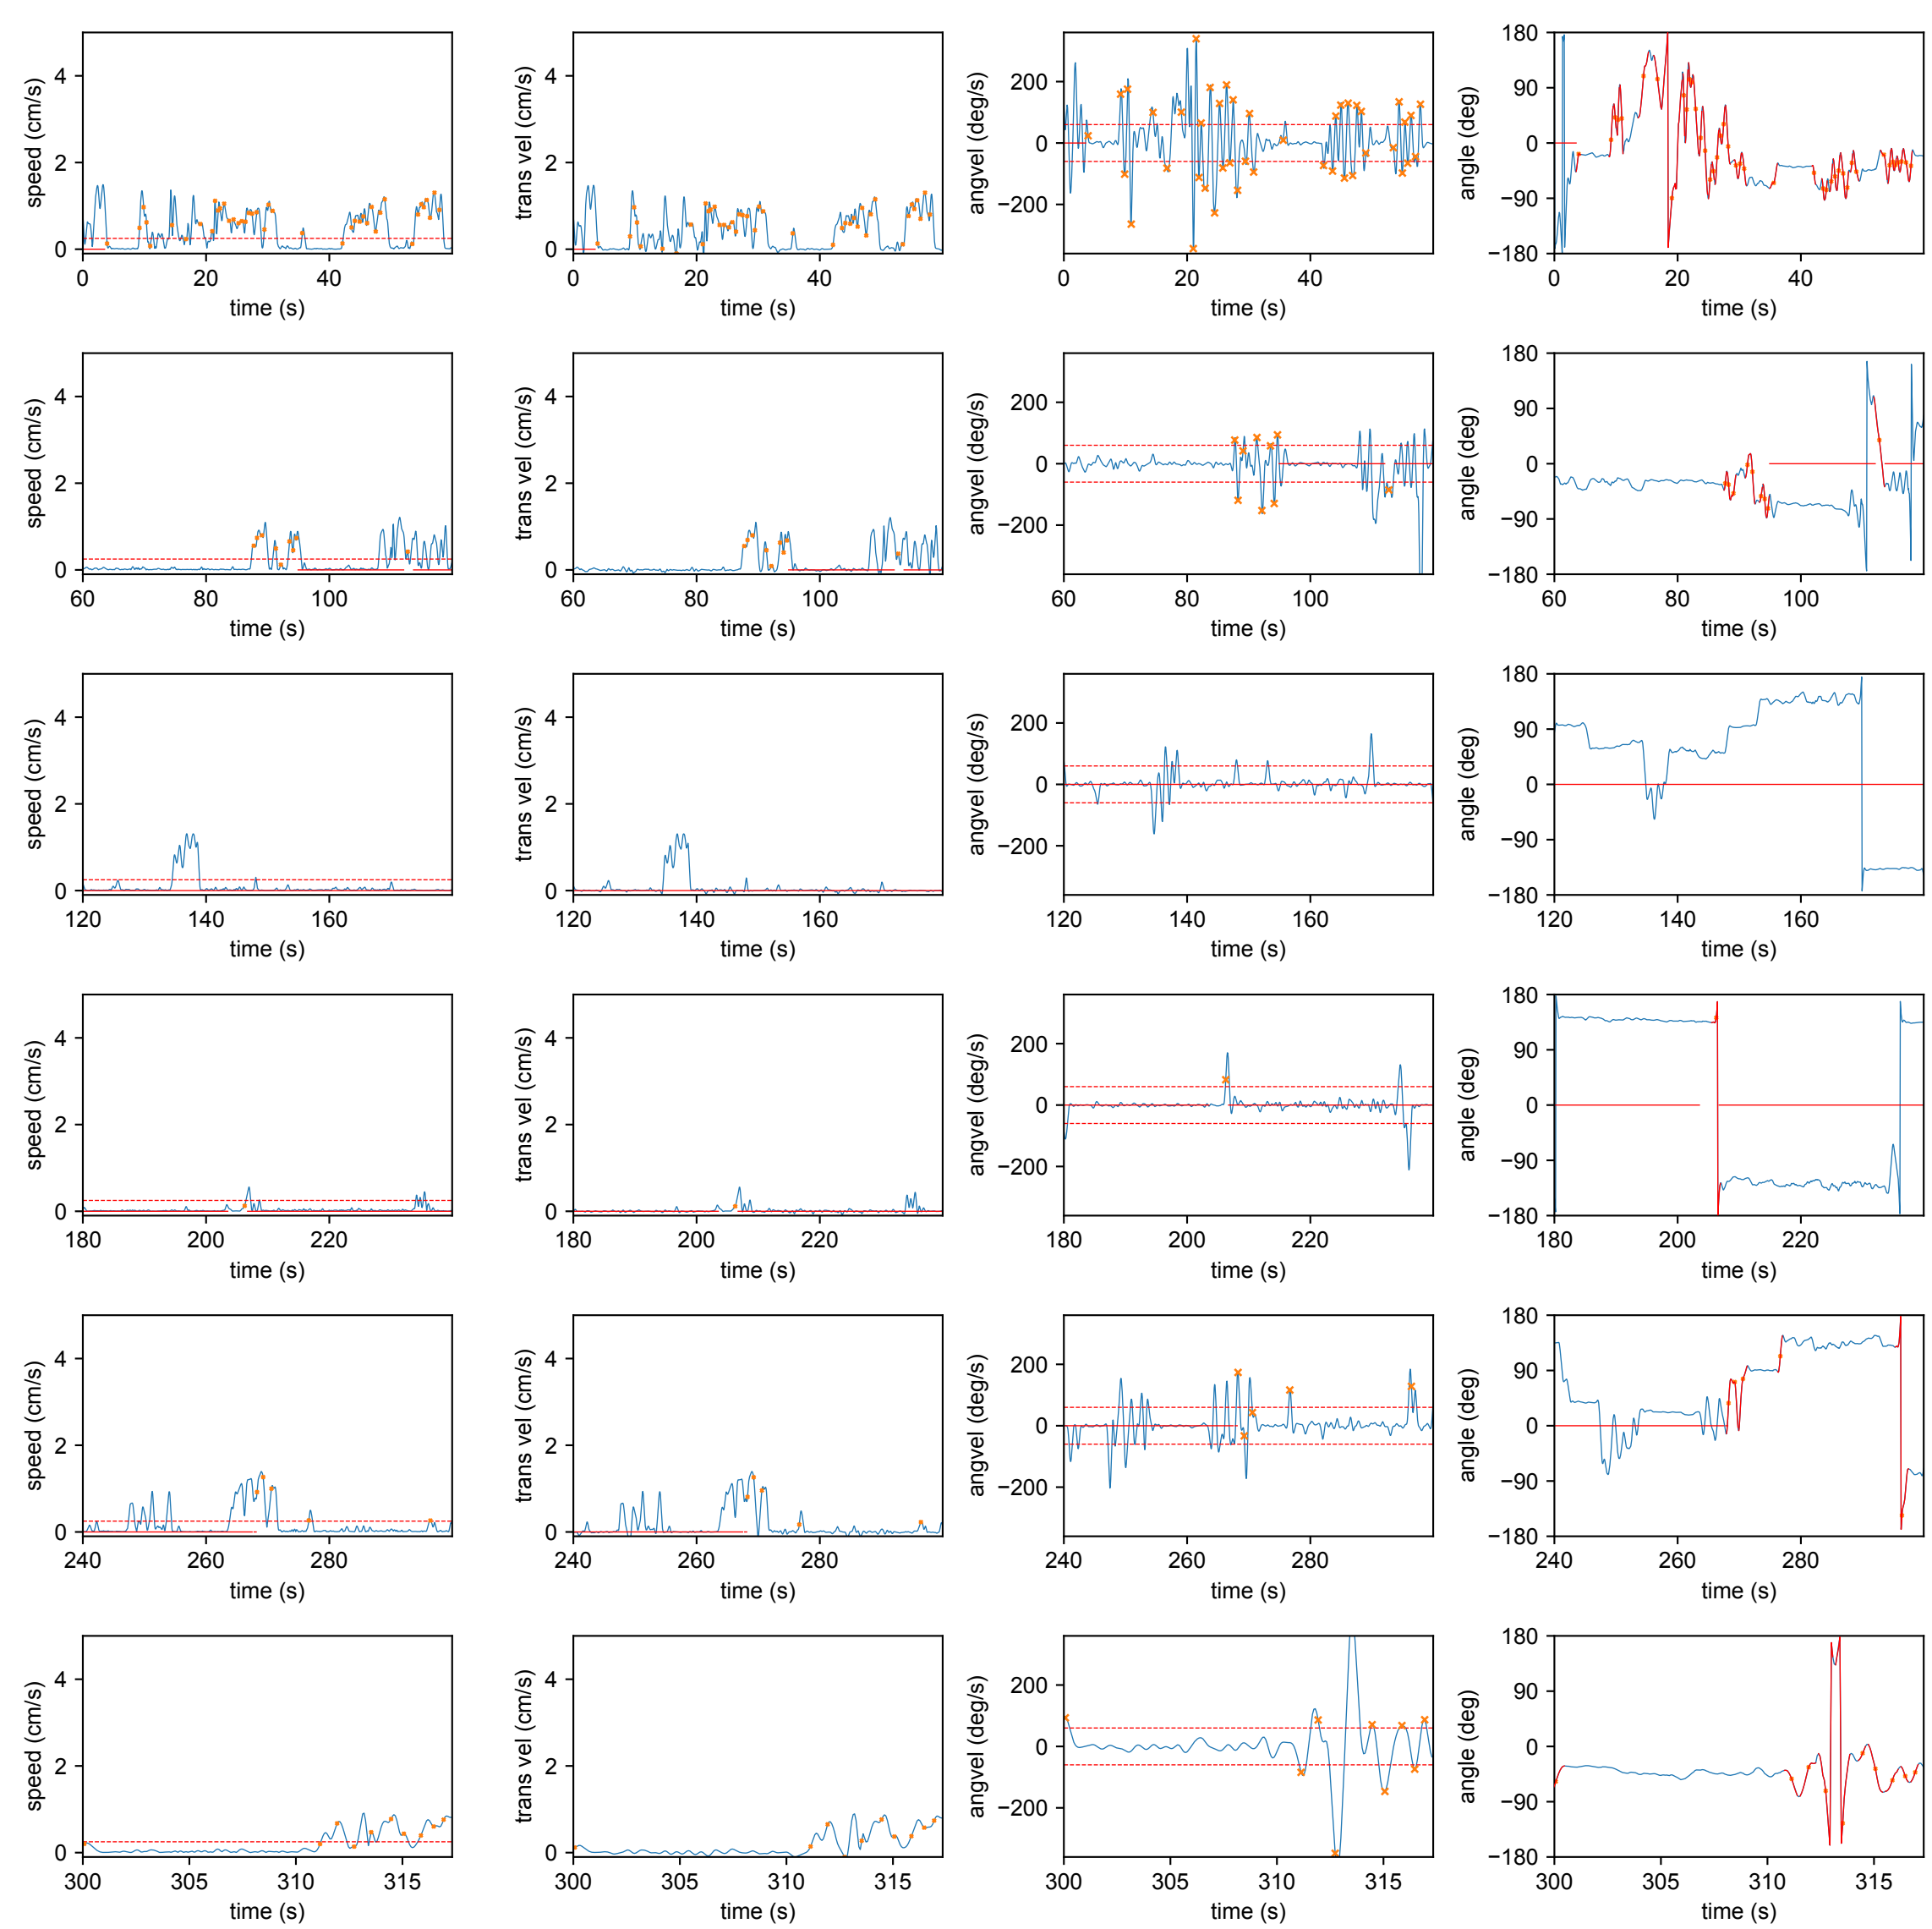 speed (cm/s)
4
2
0
0 20 40
time (s)
trans vel (cm/s)
4
2
0
0 20 40
time (s)
angvel (deg/s)
200
0
−200
0 20 40
time (s)
angle (deg)
180
90
0
−90
−180
0 20 40
time (s)
speed (cm/s)
4
2
0
60 80 100
time (s)
trans vel (cm/s)
4
2
0
60 80 100
time (s)
angvel (deg/s)
200
0
−200
60 80 100
time (s)
angle (deg)
180
90
0
−90
−180
60 80 100
time (s)
speed (cm/s)
4
2
0
120 140 160
time (s)
trans vel (cm/s)
4
2
0
120 140 160
time (s)
angvel (deg/s)
200
0
−200
120 140 160
time (s)
angle (deg)
180
90
0
−90
−180
120 140 160
time (s)
speed (cm/s)
4
2
0
180 200 220
time (s)
trans vel (cm/s)
4
2
0
180 200 220
time (s)
angvel (deg/s)
200
0
−200
180 200 220
time (s)
angle (deg)
180
90
0
−90
−180
180 200 220
time (s)
speed (cm/s)
4
2
0
240 260 280
time (s)
trans vel (cm/s)
4
2
0
240 260 280
time (s)
angvel (deg/s)
200
0
−200
240 260 280
time (s)
angle (deg)
180
90
0
−90
−180
240 260 280
time (s)
speed (cm/s)
4
2
0
300 305 310 315
time (s)
trans vel (cm/s)
4
2
0
300 305 310 315
time (s)
angvel (deg/s)
200
0
−200
300 305 310 315
time (s)
angle (deg)
180
90
0
−90
−180
300 305 310 315
time (s)